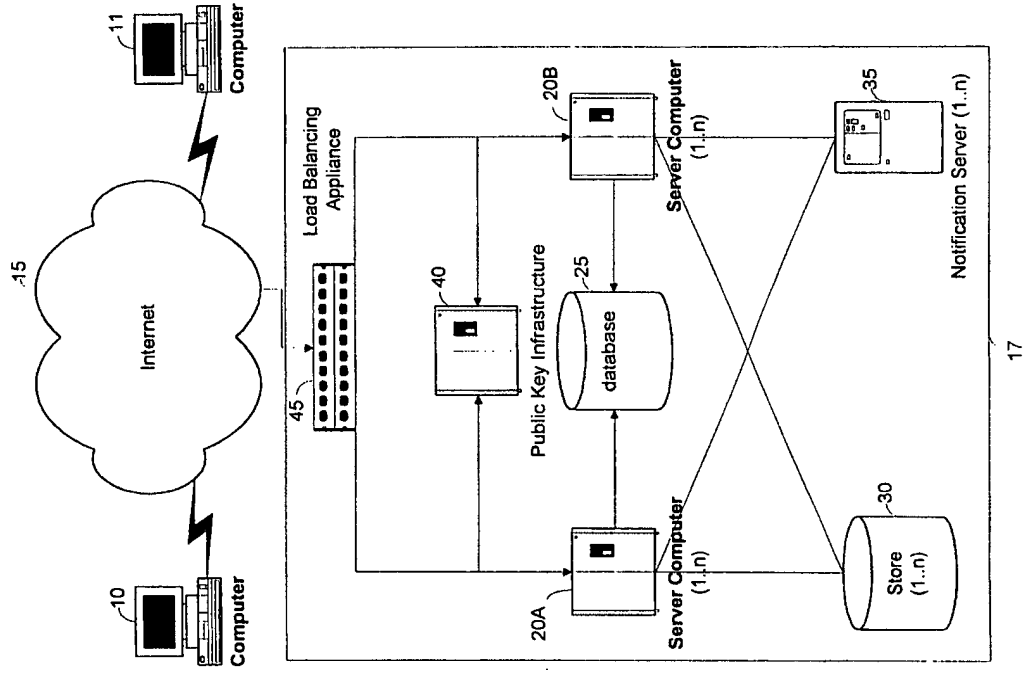 15
11
Computer
Internet
10
Computer
Load Balancing
Appliance
45
40
Public Key Infrastructure
20B
Server Computer
(1..n)
25
database
20A
Server Computer
(1..n)
35
Notification Server (1..n)
30
Store
(1..n)
17